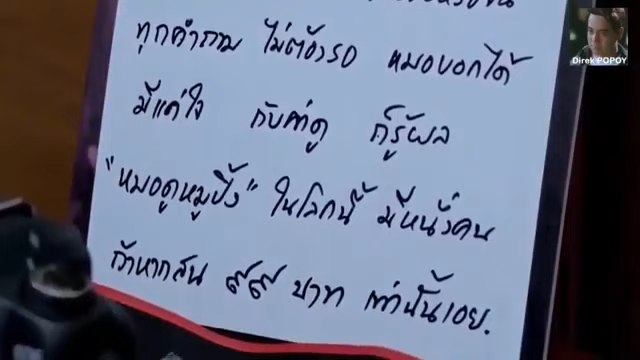 Direk POPOY
ทุกคำถาม ไม่ต้องรอ หมอบอกได้
มีแค่ใจ กับค่าดู ก็รู้ผล
"หมอดูหมูปิ้ง" ในโลกนี้ มีหนึ่งคน
ถ้าหากสน ๙๙ บาท เท่านั้นเอย.